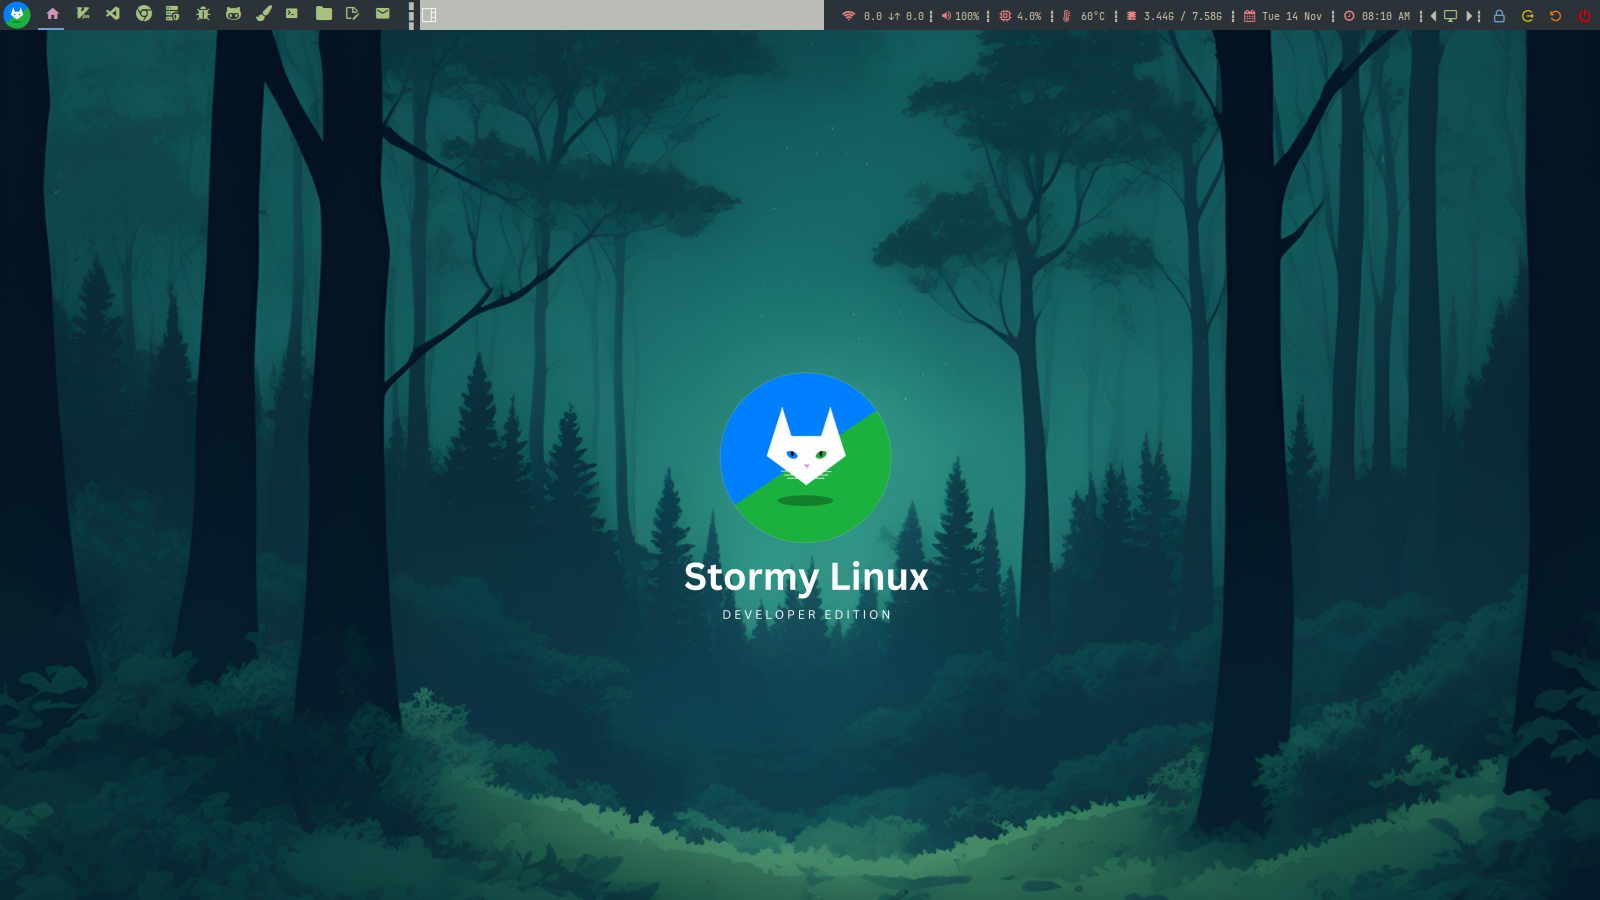 0.0 ↓↑ 0.0 100% 4.0% 60°C 3.44G / 7.58G Tue 14 Nov 08:10 AM
Stormy Linux
DEVELOPER EDITION